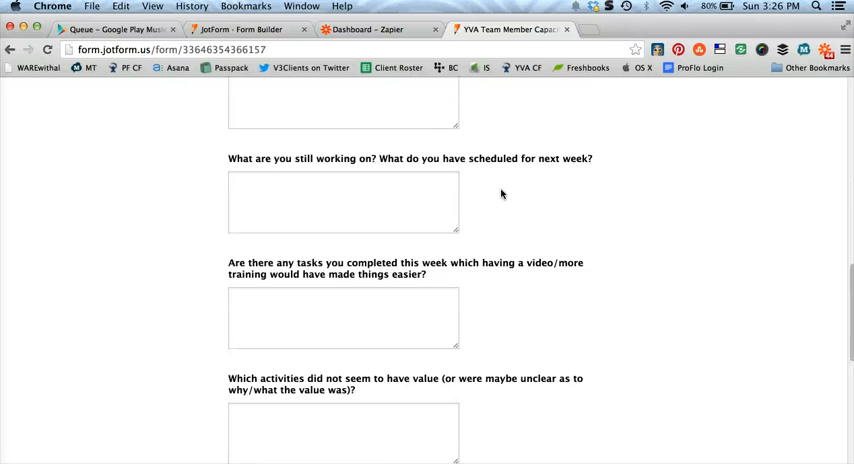 Chrome File Edit View History Bookmarks Window Help 80% Sun 3:26 PM
Queue – Google Play Music JotForm · Form Builder Dashboard – Zapier YVA Team Member Capac
form.jotform.us/form/33646354366157
44
WAREwithal MT PF CF Asana Passpack V3Clients on Twitter Client Roster BC IS YVA CF Freshbooks OS X ProFlo Login Other Bookmarks
What are you still working on? What do you have scheduled for next week?
Are there any tasks you completed this week which having a video/more
training would have made things easier?
Which activities did not seem to have value (or were maybe unclear as to
why/what the value was)?